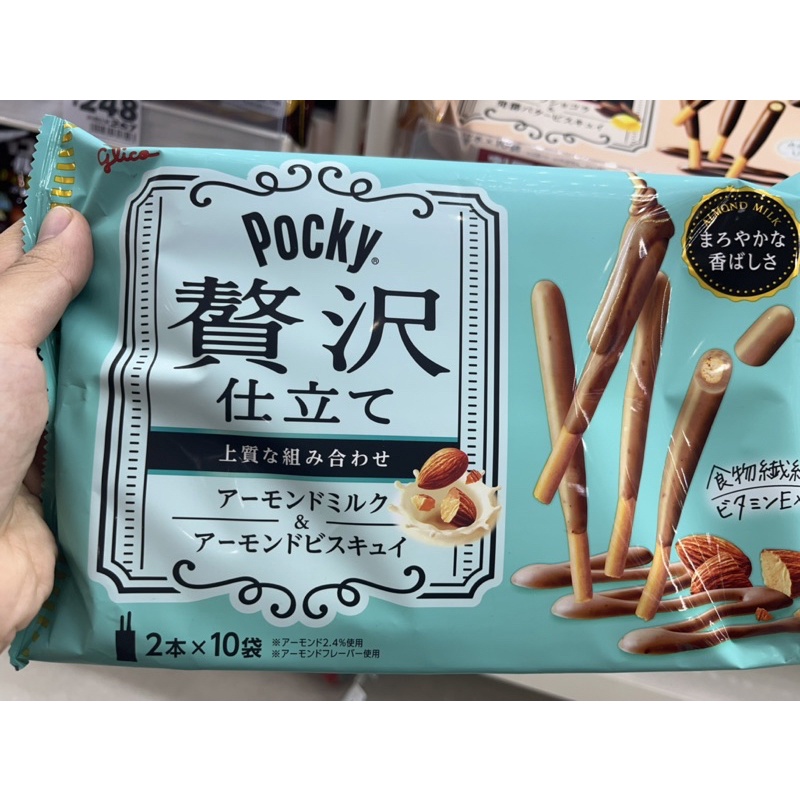 248
Glico
Pocky®
贅沢
仕立て
上質な組み合わせ
アーモンドミルク
&
アーモンドビスキュイ
2本×10袋
※アーモンド2.4%使用
※アーモンドフレーバー使用
ALMOND MILK
まろやかな
香ばしさ
食物繊維
ビタミンE